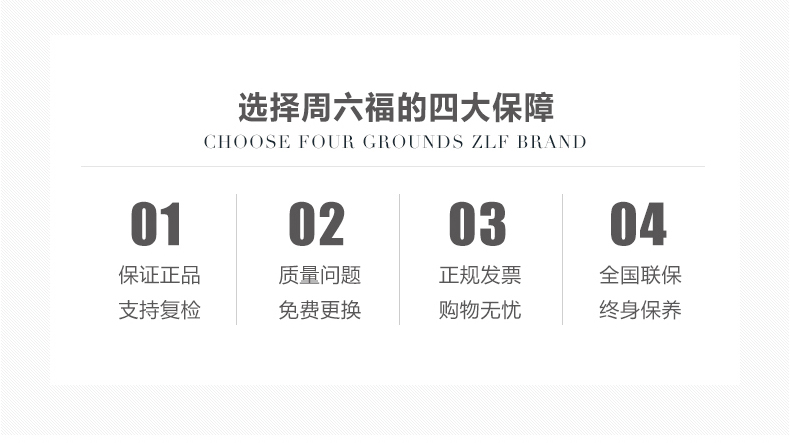 选择周六福的四大保障
CHOOSE FOUR GROUNDS ZLF BRAND
01
保证正品
支持复检
02
质量问题
免费更换
03
正规发票
购物无忧
04
全国联保
终身保养